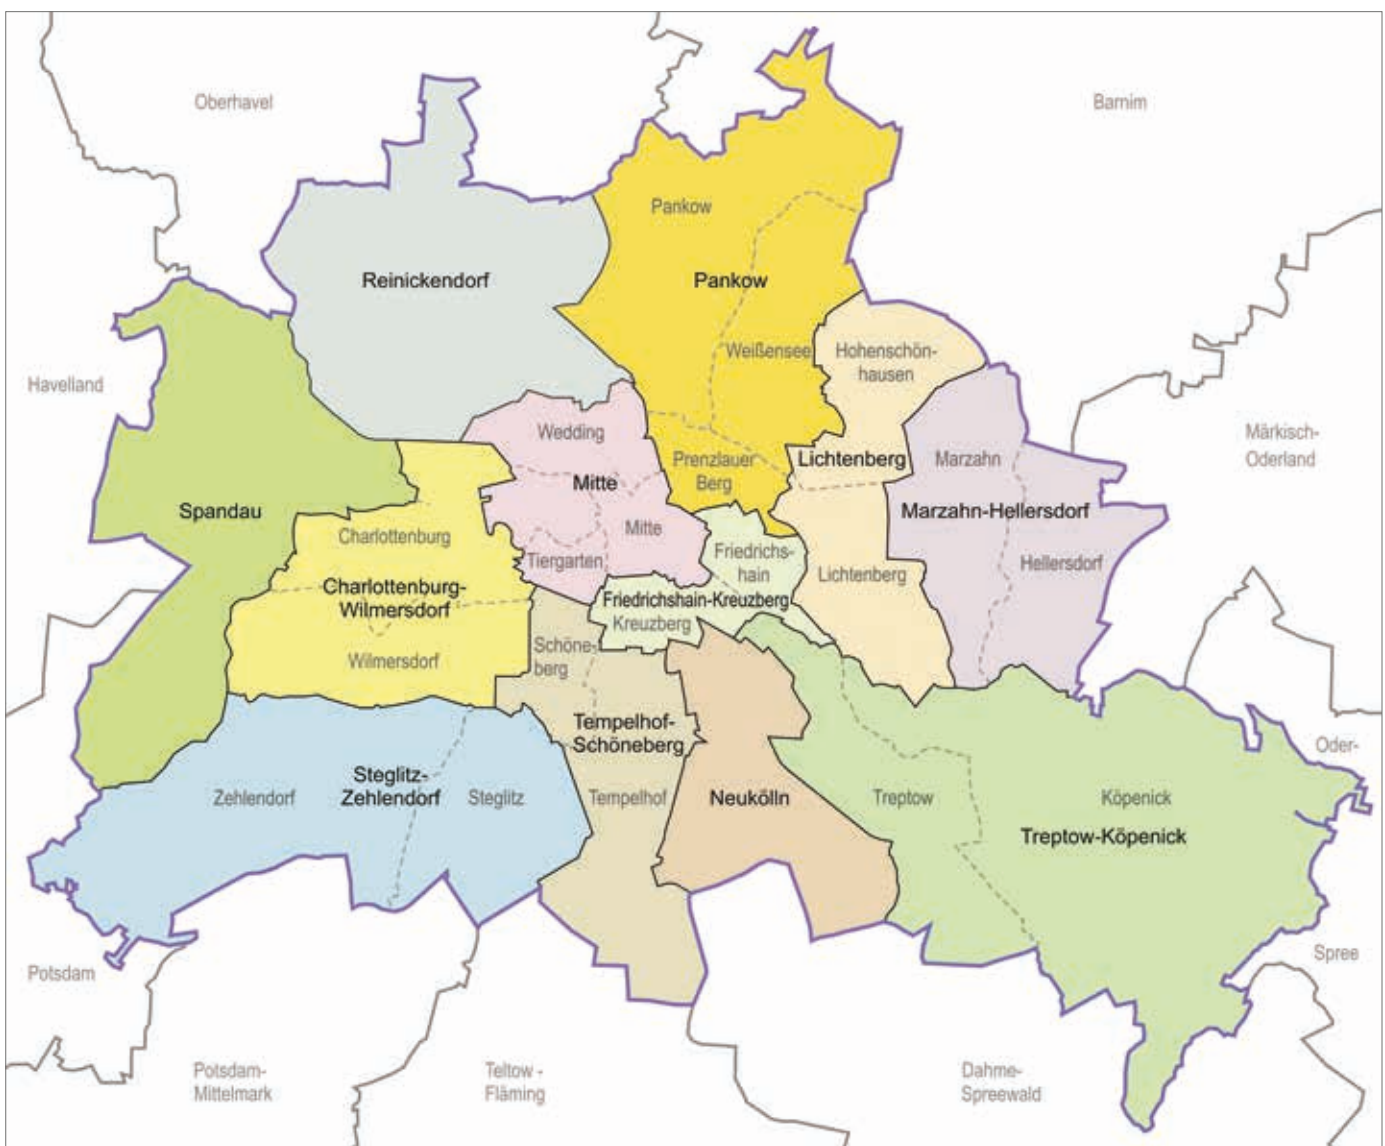 Oberhavel
Barnim
Pankow
Reinickendorf
Pankow
Weißensee
Hohenschön-
hausen
Havelland
Wedding
Märkisch-
Oderland
Prenzlauer
Berg
Lichtenberg
Marzahn
Mitte
Spandau
Marzahn-Hellersdorf
Charlottenburg
Mitte
Tiergarten
Friedrichs-
hain
Lichtenberg
Hellersdorf
Charlottenburg-
Wilmersdorf
Friedrichshain-Kreuzberg
Kreuzberg
Wilmersdorf
Schöne-
berg
Tempelhof-
Schöneberg
Oder-
Zehlendorf
Steglitz-
Zehlendorf
Steglitz
Tempelhof
Neukölln
Treptow
Köpenick
Treptow-Köpenick
Spree
Potsdam
Potsdam-
Mittelmark
Teltow -
Fläming
Dahme-
Spreewald